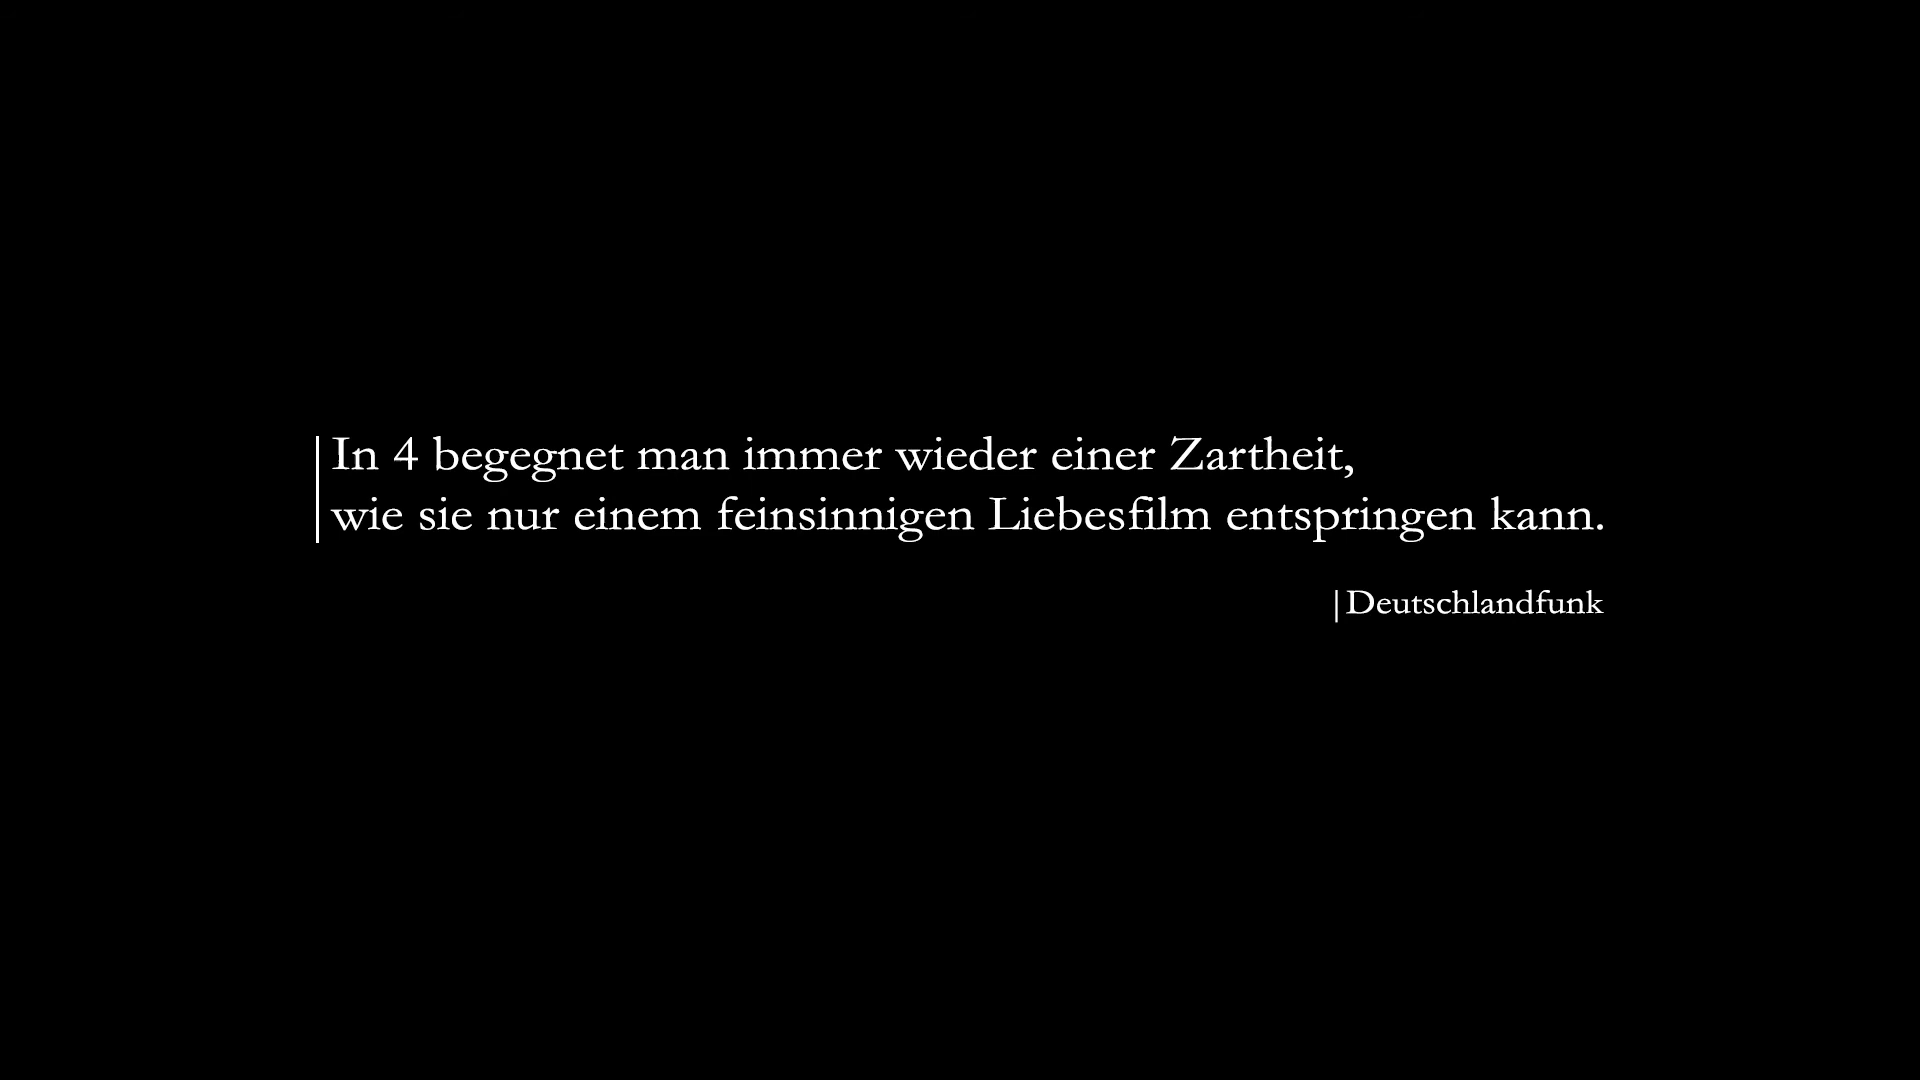 In 4 begegnet man immer wieder einer Zartheit,
wie sie nur einem feinsinnigen Liebesfilm entspringen kann.
|Deutschlandfunk